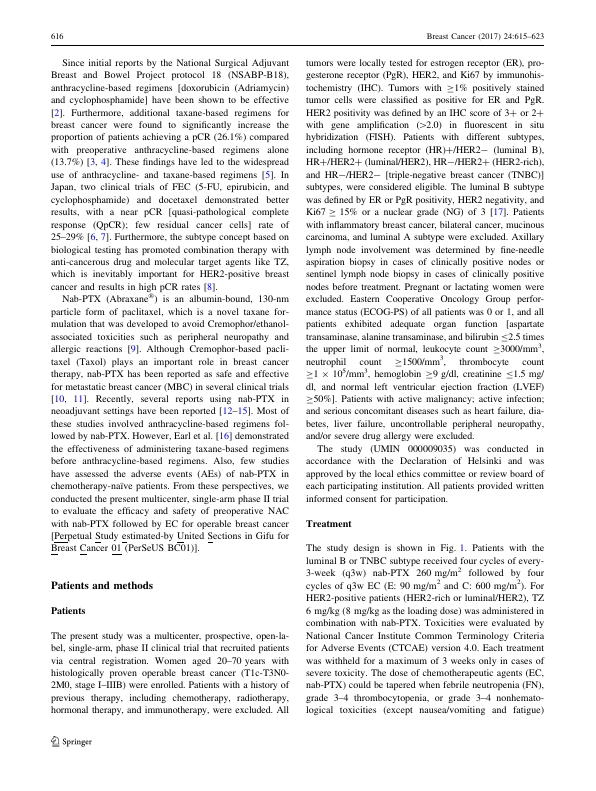 616
Breast Cancer (2017) 24:615–623
Since initial reports by the National Surgical Adjuvant
Breast and Bowel Project protocol 18 (NSABP-B18),
anthracycline-based regimens [doxorubicin (Adriamycin)
and cyclophosphamide] have been shown to be effective
[2]. Furthermore, additional taxane-based regimens for
breast cancer were found to significantly increase the
proportion of patients achieving a pCR (26.1%) compared
with preoperative anthracycline-based regimens alone
(13.7%) [3, 4]. These findings have led to the widespread
use of anthracycline- and taxane-based regimens [5]. In
Japan, two clinical trials of FEC (5-FU, epirubicin, and
cyclophosphamide) and docetaxel demonstrated better
results, with a near pCR [quasi-pathological complete
response (QpCR); few residual cancer cells] rate of
25–29% [6, 7]. Furthermore, the subtype concept based on
biological testing has promoted combination therapy with
anti-cancerous drug and molecular target agents like TZ,
which is inevitably important for HER2-positive breast
cancer and results in high pCR rates [8].
Nab-PTX (Abraxane®) is an albumin-bound, 130-nm
particle form of paclitaxel, which is a novel taxane for-
mulation that was developed to avoid Cremophor/ethanol-
associated toxicities such as peripheral neuropathy and
allergic reactions [9]. Although Cremophor-based pacli-
taxel (Taxol) plays an important role in breast cancer
therapy, nab-PTX has been reported as safe and effective
for metastatic breast cancer (MBC) in several clinical trials
[10, 11]. Recently, several reports using nab-PTX in
neoadjuvant settings have been reported [12–15]. Most of
these studies involved anthracycline-based regimens fol-
lowed by nab-PTX. However, Earl et al. [16] demonstrated
the effectiveness of administering taxane-based regimens
before anthracycline-based regimens. Also, few studies
have assessed the adverse events (AEs) of nab-PTX in
chemotherapy-naïve patients. From these perspectives, we
conducted the present multicenter, single-arm phase II trial
to evaluate the efficacy and safety of preoperative NAC
with nab-PTX followed by EC for operable breast cancer
[Perpetual Study estimated-by United Sections in Gifu for
Breast Cancer 01 (PerSeUS BC01)].
Patients and methods
Patients
The present study was a multicenter, prospective, open-la-
bel, single-arm, phase II clinical trial that recruited patients
via central registration. Women aged 20–70 years with
histologically proven operable breast cancer (T1c-T3N0-
2M0, stage I–IIIB) were enrolled. Patients with a history of
previous therapy, including chemotherapy, radiotherapy,
hormonal therapy, and immunotherapy, were excluded. All
tumors were locally tested for estrogen receptor (ER), pro-
gesterone receptor (PgR), HER2, and Ki67 by immunohis-
tochemistry (IHC). Tumors with ≥1% positively stained
tumor cells were classified as positive for ER and PgR.
HER2 positivity was defined by an IHC score of 3+ or 2+
with gene amplification (>2.0) in fluorescent in situ
hybridization (FISH). Patients with different subtypes,
including hormone receptor (HR)+/HER2− (luminal B),
HR+/HER2+ (luminal/HER2), HR−/HER2+ (HER2-rich),
and HR−/HER2− [triple-negative breast cancer (TNBC)]
subtypes, were considered eligible. The luminal B subtype
was defined by ER or PgR positivity, HER2 negativity, and
Ki67 ≥ 15% or a nuclear grade (NG) of 3 [17]. Patients
with inflammatory breast cancer, bilateral cancer, mucinous
carcinoma, and luminal A subtype were excluded. Axillary
lymph node involvement was determined by fine-needle
aspiration biopsy in cases of clinically positive nodes or
sentinel lymph node biopsy in cases of clinically positive
nodes before treatment. Pregnant or lactating women were
excluded. Eastern Cooperative Oncology Group perfor-
mance status (ECOG-PS) of all patients was 0 or 1, and all
patients exhibited adequate organ function [aspartate
transaminase, alanine transaminase, and bilirubin ≤2.5 times
the upper limit of normal, leukocyte count ≥3000/mm³,
neutrophil count ≥1500/mm³, thrombocyte count
≥1 × 10⁵/mm³, hemoglobin ≥9 g/dl, creatinine ≤1.5 mg/
dl, and normal left ventricular ejection fraction (LVEF)
≥50%]. Patients with active malignancy; active infection;
and serious concomitant diseases such as heart failure, dia-
betes, liver failure, uncontrollable peripheral neuropathy,
and/or severe drug allergy were excluded.
The study (UMIN 000009035) was conducted in
accordance with the Declaration of Helsinki and was
approved by the local ethics committee or review board of
each participating institution. All patients provided written
informed consent for participation.
Treatment
The study design is shown in Fig. 1. Patients with the
luminal B or TNBC subtype received four cycles of every-
3-week (q3w) nab-PTX 260 mg/m² followed by four
cycles of q3w EC (E: 90 mg/m² and C: 600 mg/m²). For
HER2-positive patients (HER2-rich or luminal/HER2), TZ
6 mg/kg (8 mg/kg as the loading dose) was administered in
combination with nab-PTX. Toxicities were evaluated by
National Cancer Institute Common Terminology Criteria
for Adverse Events (CTCAE) version 4.0. Each treatment
was withheld for a maximum of 3 weeks only in cases of
severe toxicity. The dose of chemotherapeutic agents (EC,
nab-PTX) could be tapered when febrile neutropenia (FN),
grade 3–4 thrombocytopenia, or grade 3–4 nonhemato-
logical toxicities (except nausea/vomiting and fatigue)
Springer